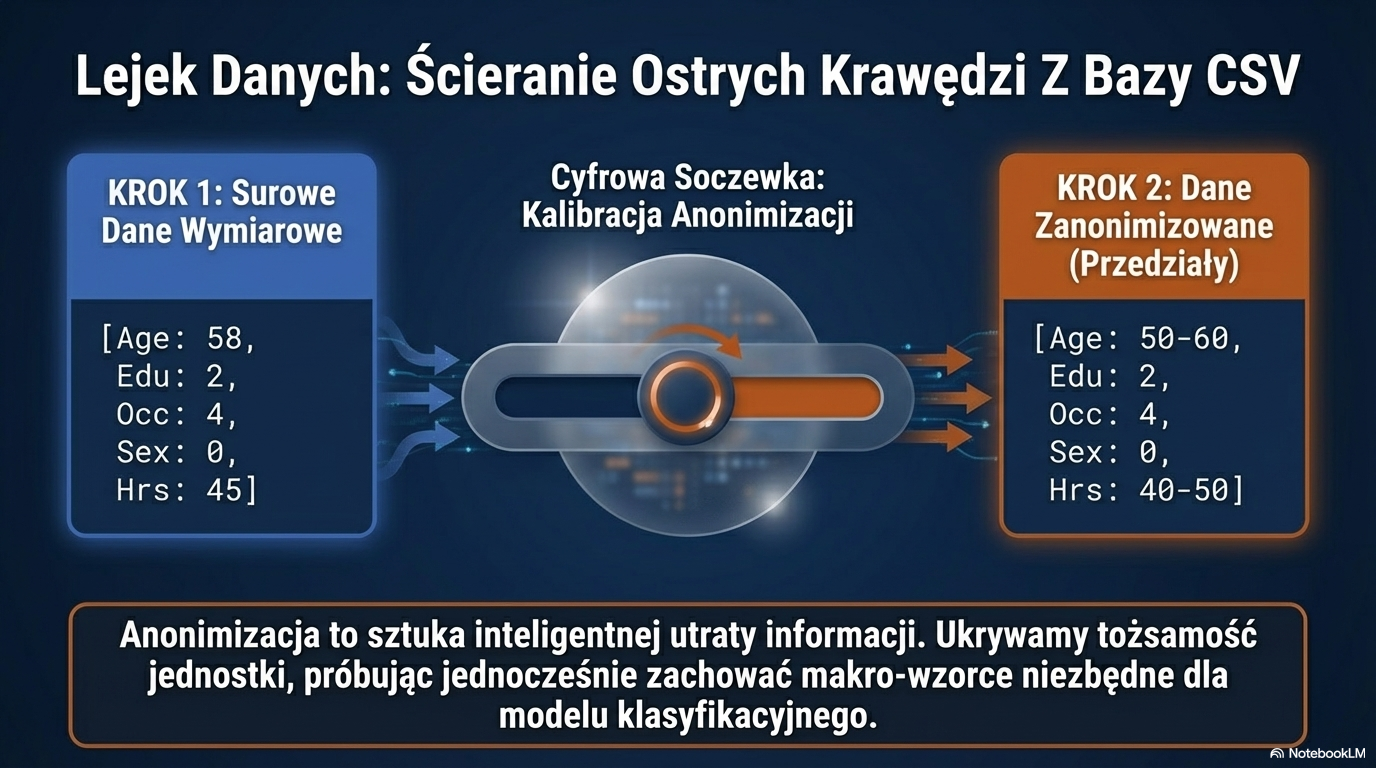 Lejek Danych: Ścieranie Ostrych Krawędzi Z Bazy CSV
KROK 1: Surowe
Dane Wymiarowe
[Age: 58,
Edu: 2,
Occ: 4,
Sex: 0,
Hrs: 45]
Cyfrowa Soczewka:
Kalibracja Anonimizacji
KROK 2: Dane
Zanonimizowane
(Przedziały)
[Age: 50-60,
Edu: 2,
Occ: 4,
Sex: 0,
Hrs: 40-50]
Anonimizacja to sztuka inteligentnej utraty informacji. Ukrywamy tożsamość
jednostki, próbując jednocześnie zachować makro-wzorce niezbędne dla
modelu klasyfikacyjnego.
NotebookLM